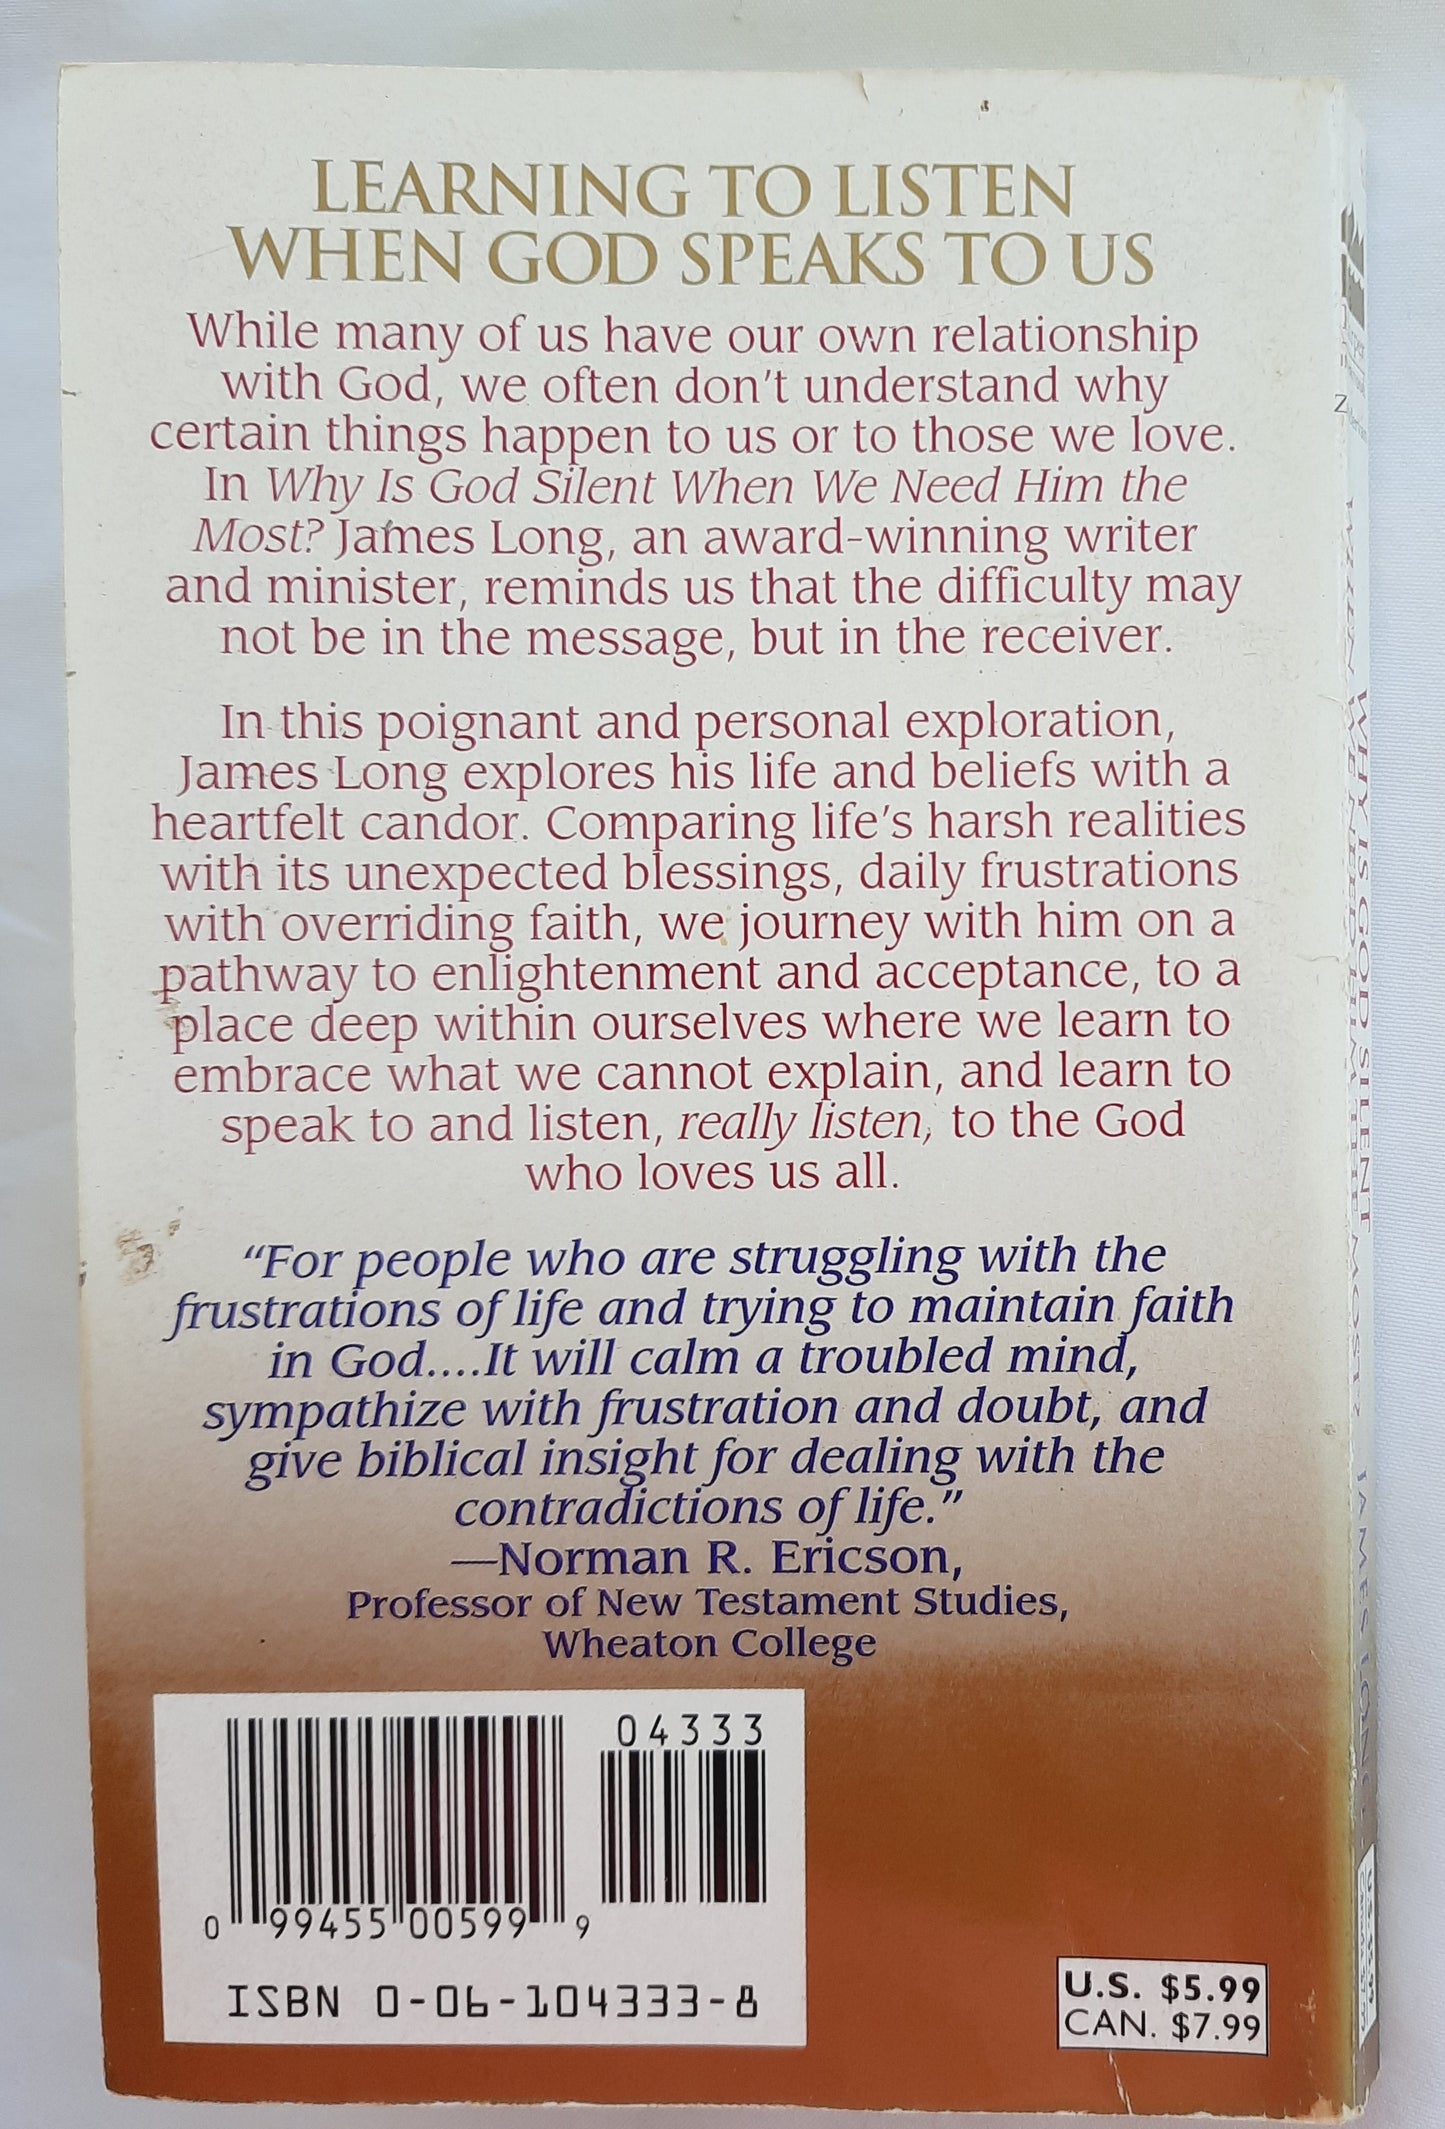 LEARNING TO LISTEN
WHEN GOD SPEAKS TO US
While many of us have our own relationship
with God, we often don't understand why
certain things happen to us or to those we love.
In Why Is God Silent When We Need Him the
Most? James Long, an award-winning writer
and minister, reminds us that the difficulty may
not be in the message, but in the receiver.
In this poignant and personal exploration,
James Long explores his life and beliefs with a
heartfelt candor. Comparing life's harsh realities
with its unexpected blessings, daily frustrations
with overriding faith, we journey with him on a
pathway to enlightenment and acceptance, to a
place deep within ourselves where we learn to
embrace what we cannot explain, and learn to
speak to and listen, really listen, to the God
who loves us all.
"For people who are struggling with the
frustrations of life and trying to maintain faith
in God....It will calm a troubled mind,
sympathize with frustration and doubt, and
give biblical insight for dealing with the
contradictions of life."
—Norman R. Ericson,
Professor of New Testament Studies,
Wheaton College
04333
0 99455 00599 9
ISBN 0-06-104333-8
U.S. $5.99
CAN. $7.99
WHY IS GOD SILENT
WHEN WE NEED HIM THE MOST?
JAMES LONG